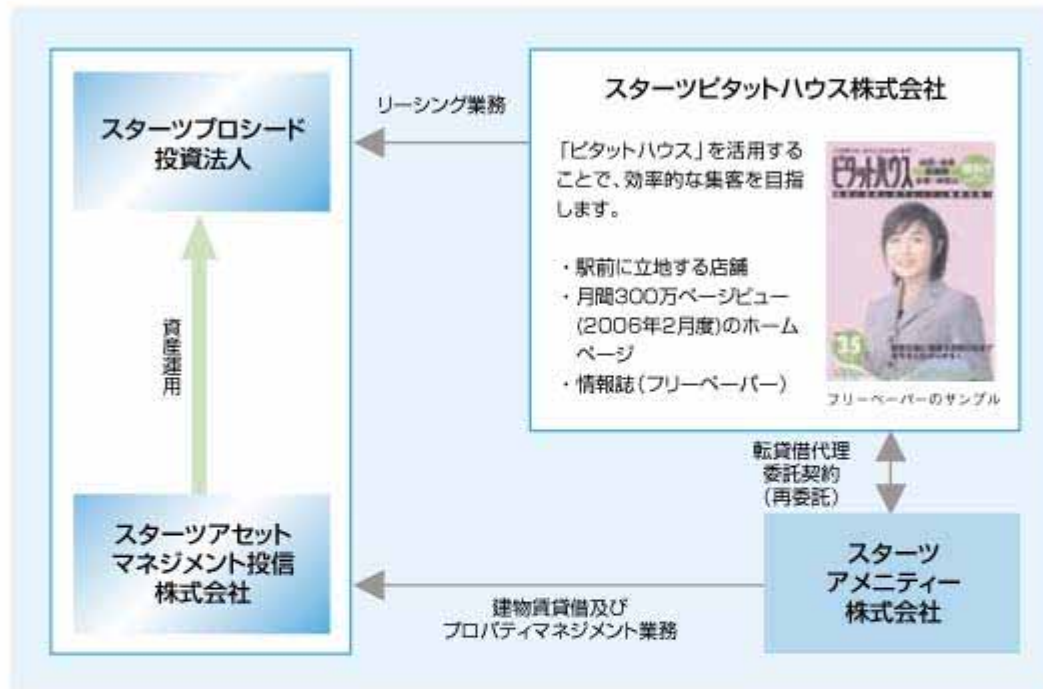 スターツプロシード
投資法人
資産運用
スターツアセット
マネジメント投信
株式会社
リーシング業務
スターツピタットハウス株式会社
「ピタットハウス」を活用する
ことで、効率的な集客を目指
します。
・駅前に立地する店舗
・月間300万ページビュー
(2006年2月度)のホーム
ページ
・情報誌(フリーペーパー)
ピタットハウス
35
フリーペーパーのサンプル
転貸借代理
委託契約
(再委託)
スターツ
アメニティー
株式会社
建物賃貸借及び
プロパティマネジメント業務